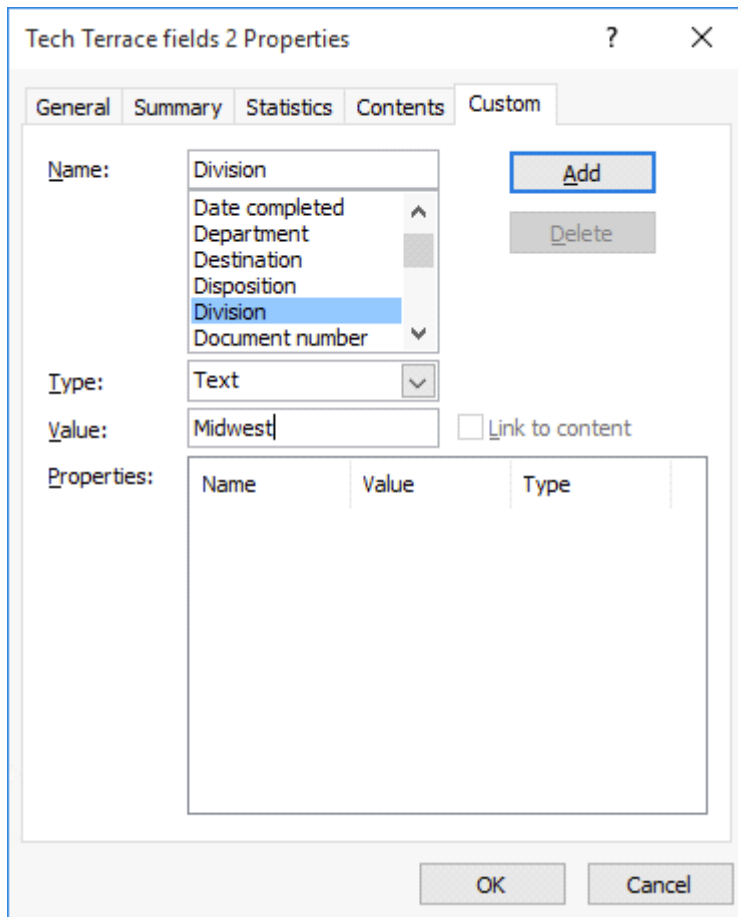 Tech Terrace fields 2 Properties ? ✕
General Summary Statistics Contents Custom
Name: Division Add
Date completed
Department Delete
Destination
Disposition
Division
Document number
Type: Text
Value: Midwest Link to content
Properties: Name Value Type
OK Cancel